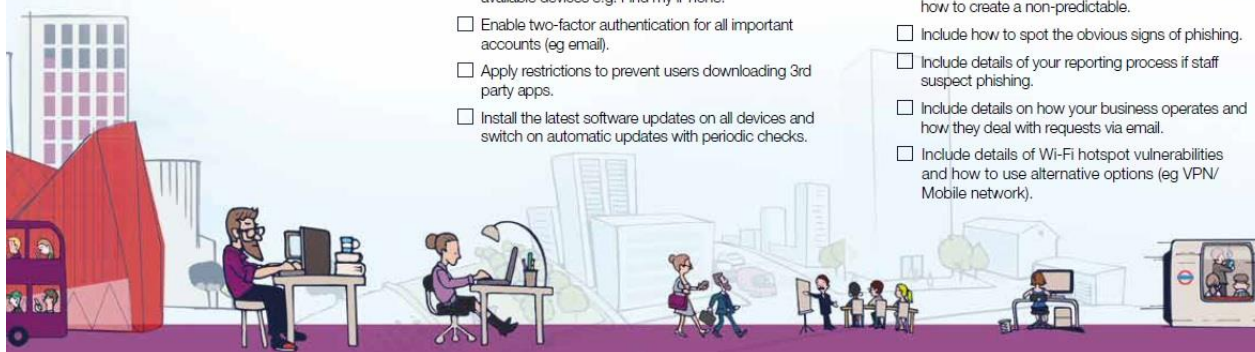 available devices e.g. Find my iPhone.
Enable two-factor authentication for all important
accounts (eg email).
Apply restrictions to prevent users downloading 3rd
party apps.
Install the latest software updates on all devices and
switch on automatic updates with periodic checks.
how to create a non-predictable.
Include how to spot the obvious signs of phishing.
Include details of your reporting process if staff
suspect phishing.
Include details on how your business operates and
how they deal with requests via email.
Include details of Wi-Fi hotspot vulnerabilities
and how to use alternative options (eg VPN/
Mobile network).